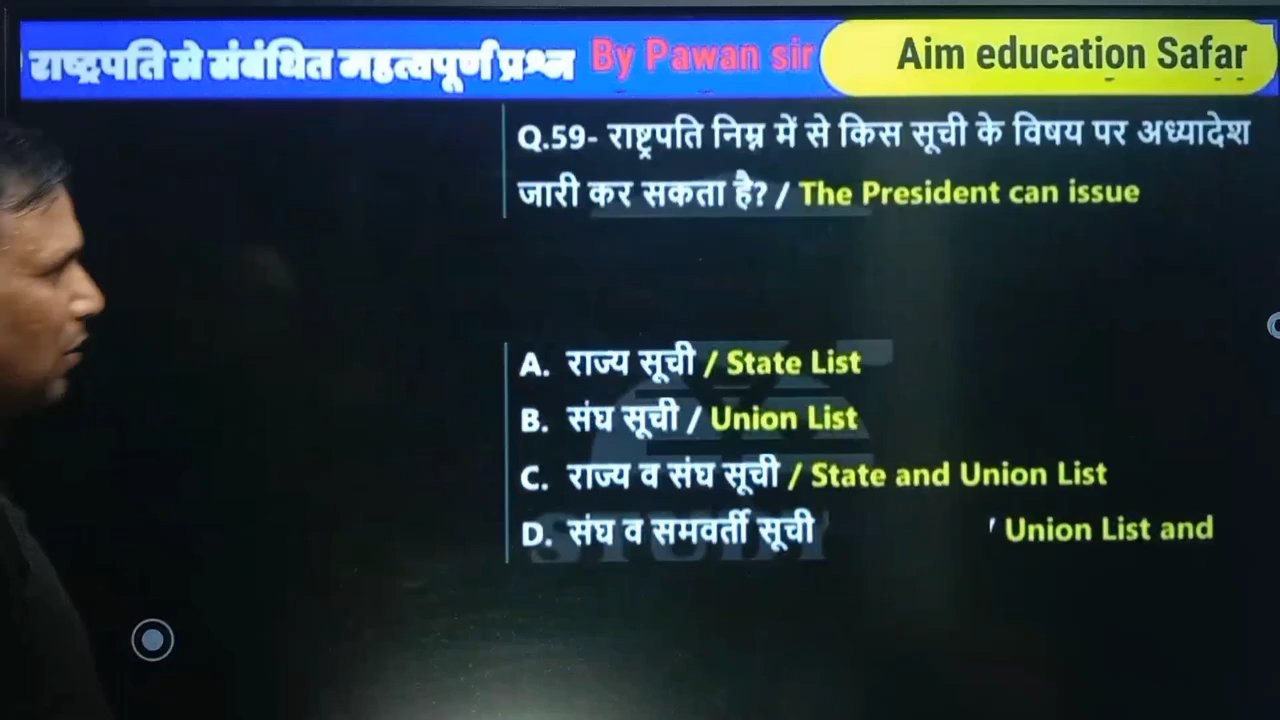 राष्ट्रपति से संबंधित महत्वपूर्ण प्रश्न By Pawan sir Aim education Safar
Q.59- राष्ट्रपति निम्न में से किस सूची के विषय पर अध्यादेश
जारी कर सकता है? / The President can issue
A. राज्य सूची / State List
B. संघ सूची / Union List
C. राज्य व संघ सूची / State and Union List
D. संघ व समवर्ती सूची / Union List and
STUDY